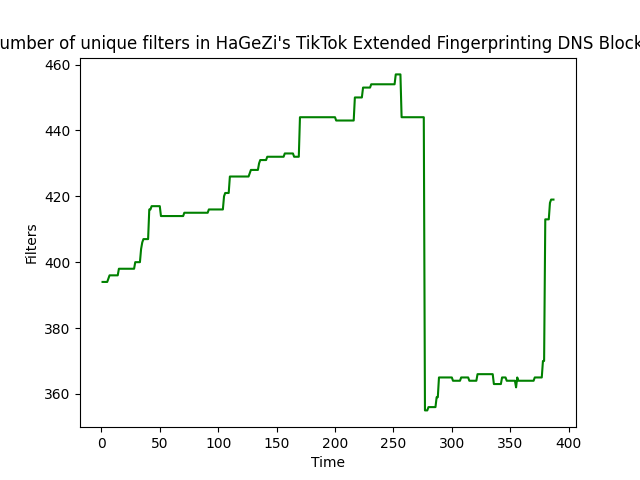 umber of unique filters in HaGeZi's TikTok Extended Fingerprinting DNS Block
460
440
420
400
380
360
Filters
0 50 100 150 200 250 300 350 400
Time